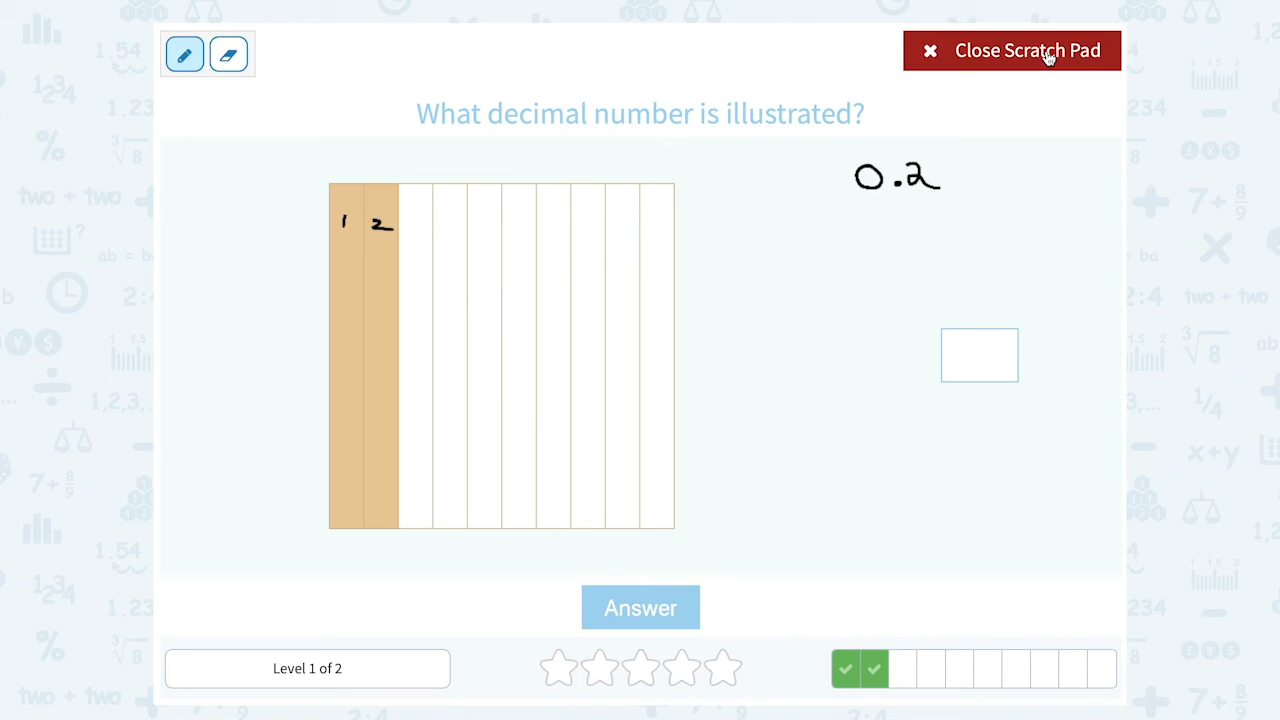 ✖ Close Scratch Pad
What decimal number is illustrated?
0.2
1 2
Answer
Level 1 of 2